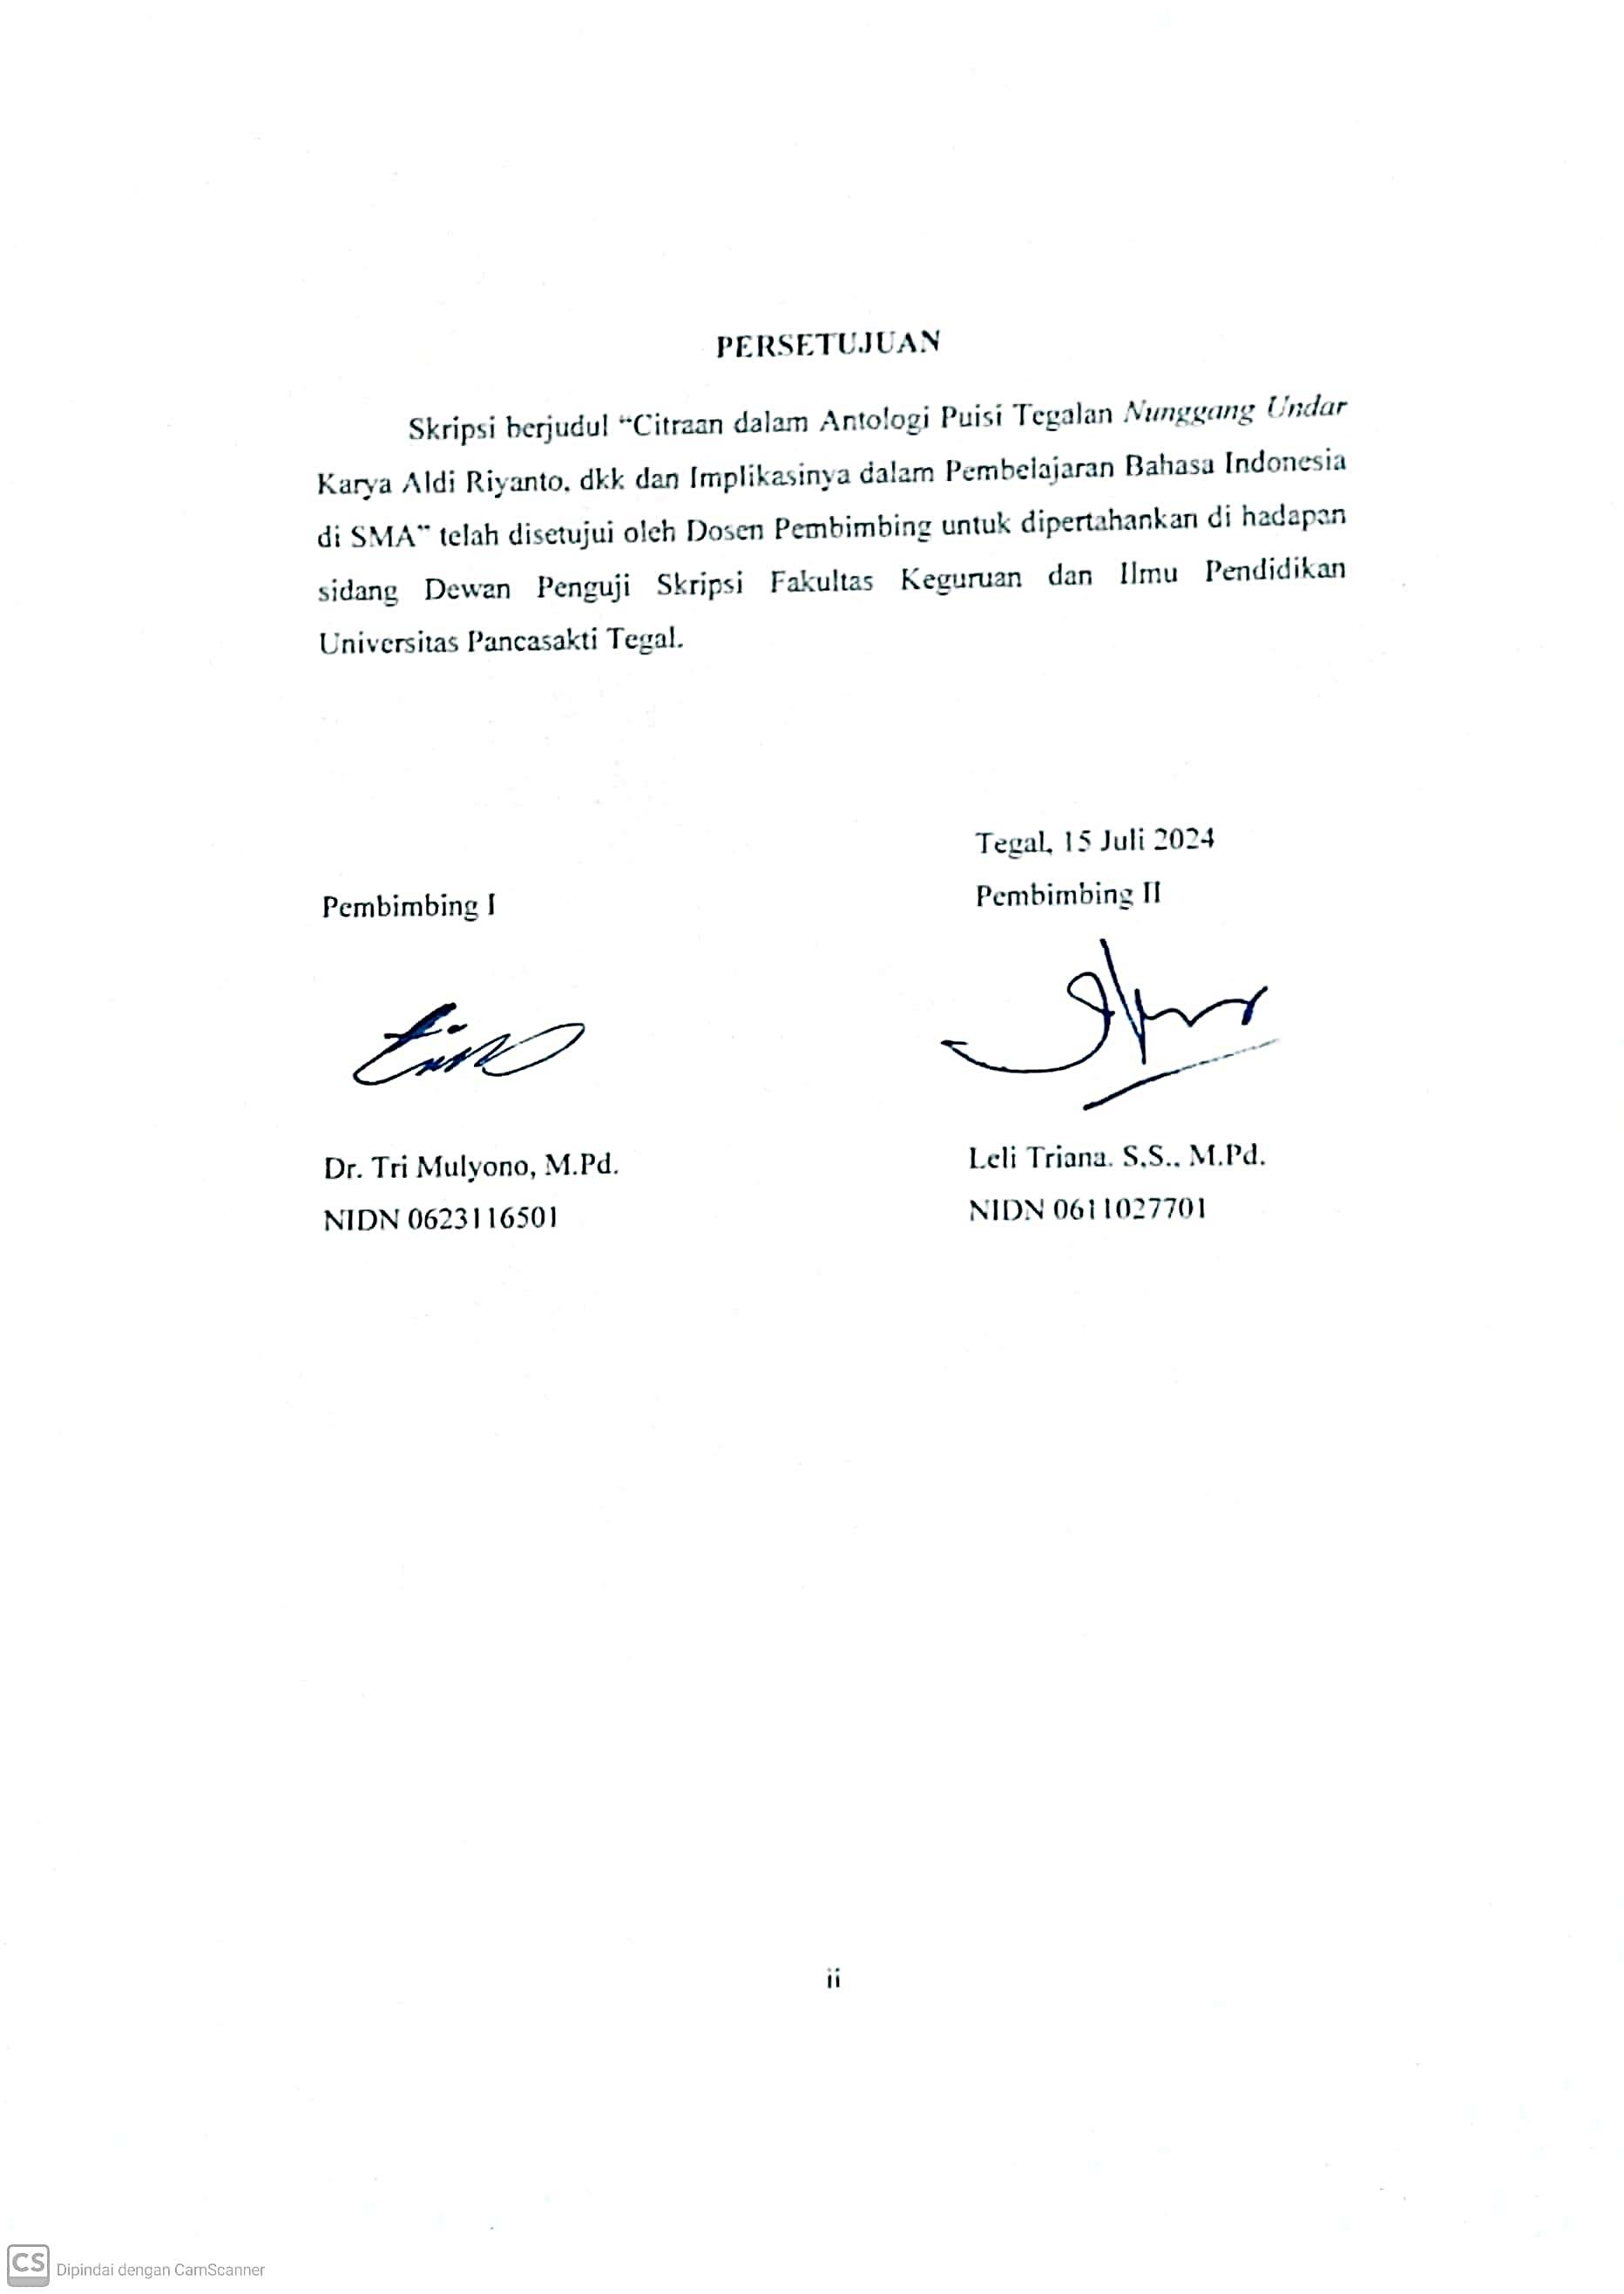 PERSETUJUAN
Skripsi berjudul “Citraan dalam Antologi Puisi Tegalan Nunggang Undar
Karya Aldi Riyanto, dkk dan Implikasinya dalam Pembelajaran Bahasa Indonesia
di SMA” telah disetujui oleh Dosen Pembimbing untuk dipertahankan di hadapan
sidang Dewan Penguji Skripsi Fakultas Keguruan dan Ilmu Pendidikan
Universitas Pancasakti Tegal.
Tegal, 15 Juli 2024
Pembimbing I
Pembimbing II
Dr. Tri Mulyono, M.Pd.
NIDN 0623116501
Leli Triana. S.S., M.Pd.
NIDN 0611027701
ii
CS Dipindai dengan CamScanner